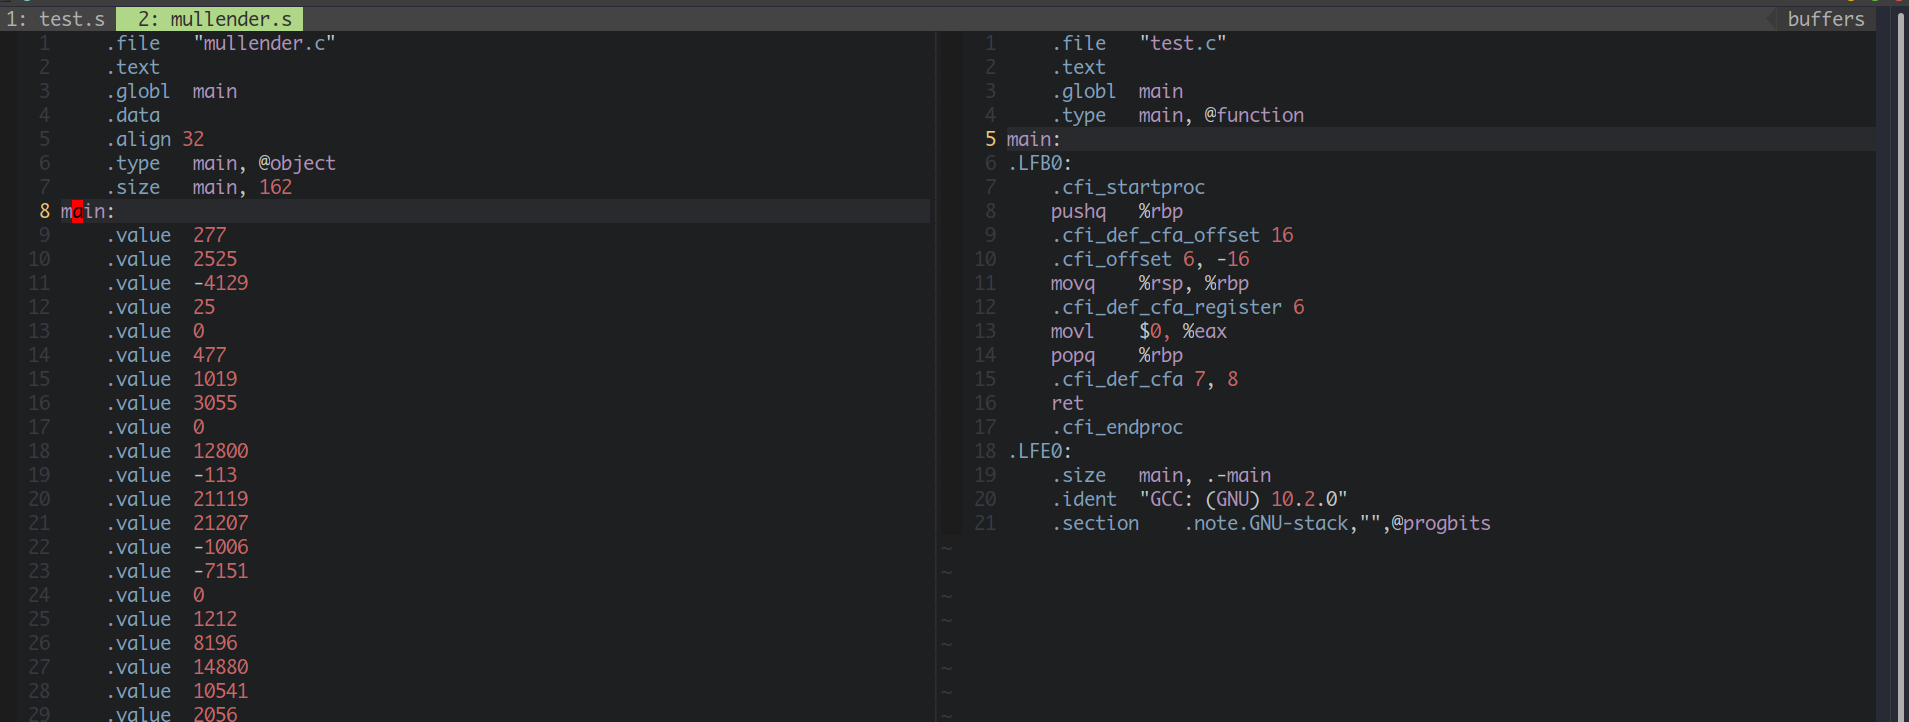 1: test.s 2: mullender.s buffers
1 .file "mullender.c"
2 .text
3 .globl main
4 .data
5 .align 32
6 .type main, @object
7 .size main, 162
8 main:
9 .value 277
10 .value 2525
11 .value -4129
12 .value 25
13 .value 0
14 .value 477
15 .value 1019
16 .value 3055
17 .value 0
18 .value 12800
19 .value -113
20 .value 21119
21 .value 21207
22 .value -1006
23 .value -7151
24 .value 0
25 .value 1212
26 .value 8196
27 .value 14880
28 .value 10541
29 .value 2056
1 .file "test.c"
2 .text
3 .globl main
4 .type main, @function
5 main:
6 .LFB0:
7 .cfi_startproc
8 pushq %rbp
9 .cfi_def_cfa_offset 16
10 .cfi_offset 6, -16
11 movq %rsp, %rbp
12 .cfi_def_cfa_register 6
13 movl $0, %eax
14 popq %rbp
15 .cfi_def_cfa 7, 8
16 ret
17 .cfi_endproc
18 .LFE0:
19 .size main, .-main
20 .ident "GCC: (GNU) 10.2.0"
21 .section .note.GNU-stack,"",@progbits
~
~
~
~
~
~
~
~